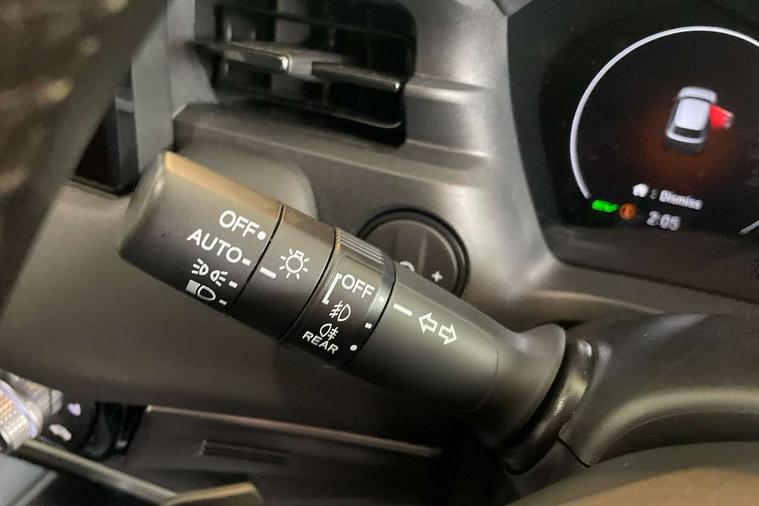 OFF
AUTO
OFF
REAR
: Dismiss
2:05